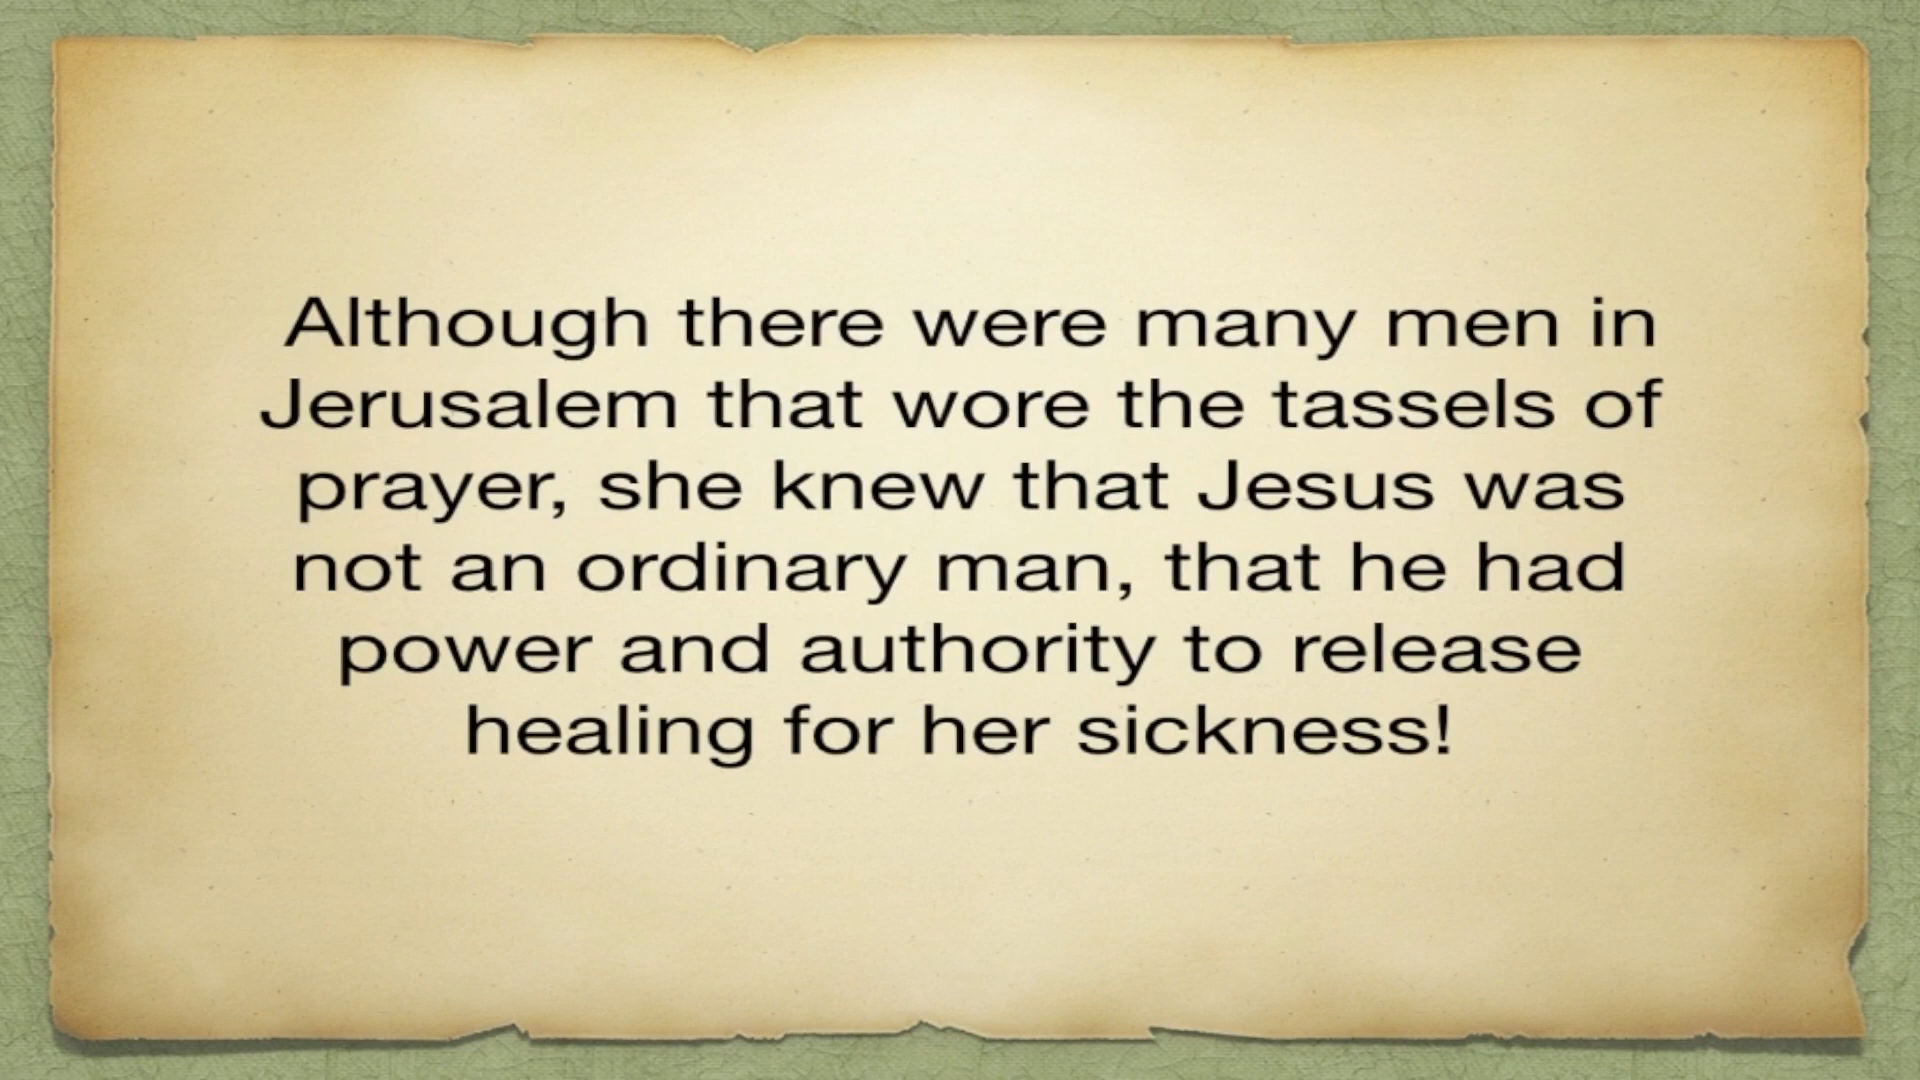 Although there were many men in
Jerusalem that wore the tassels of
prayer, she knew that Jesus was
not an ordinary man, that he had
power and authority to release
healing for her sickness!